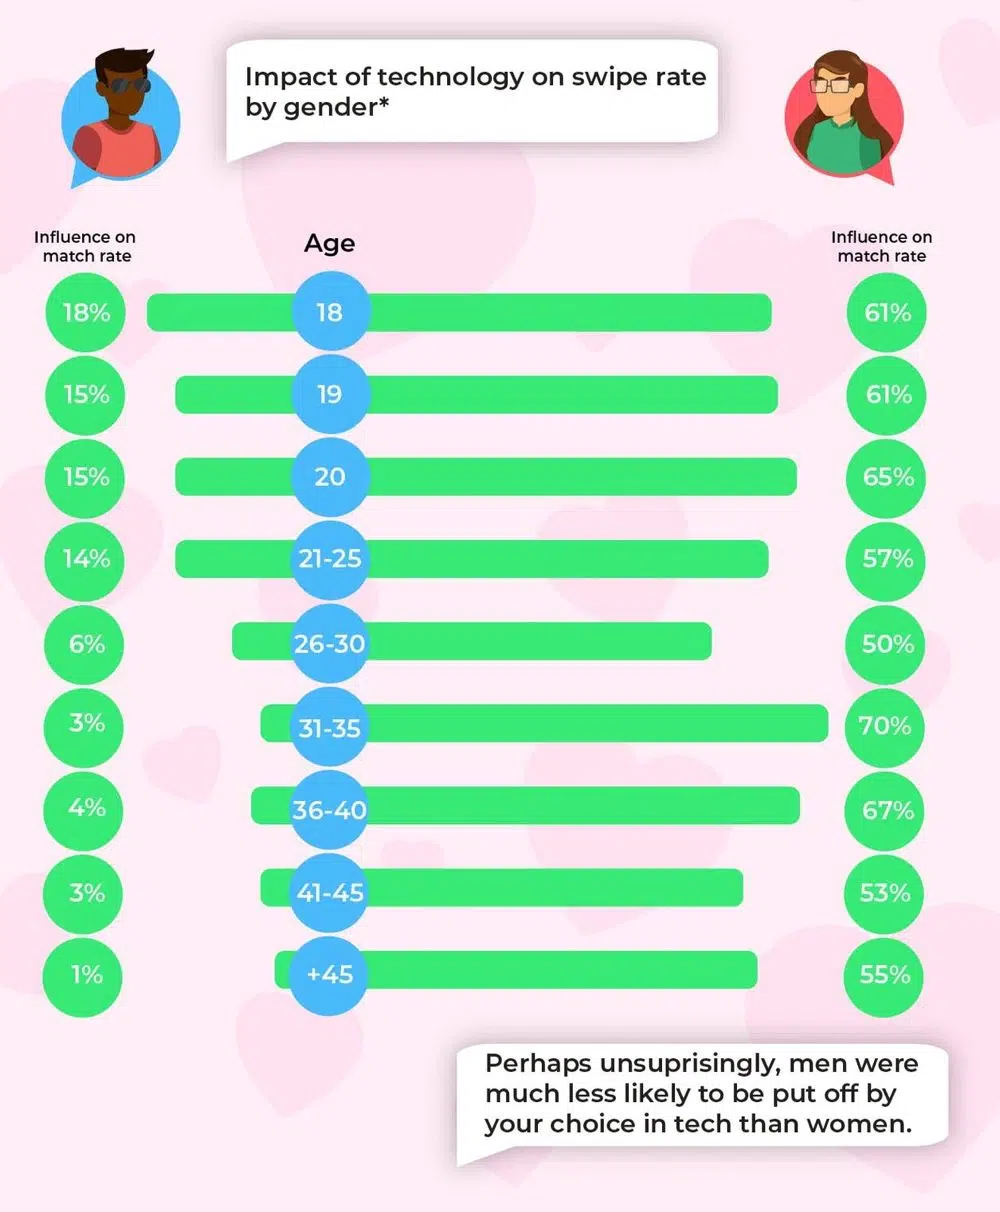 Impact of technology on swipe rate
by gender*
Influence on
match rate
Age
Influence on
match rate
18% 18 61%
15% 19 61%
15% 20 65%
14% 21-25 57%
6% 26-30 50%
3% 31-35 70%
4% 36-40 67%
3% 41-45 53%
1% +45 55%
Perhaps unsuprisingly, men were
much less likely to be put off by
your choice in tech than women.